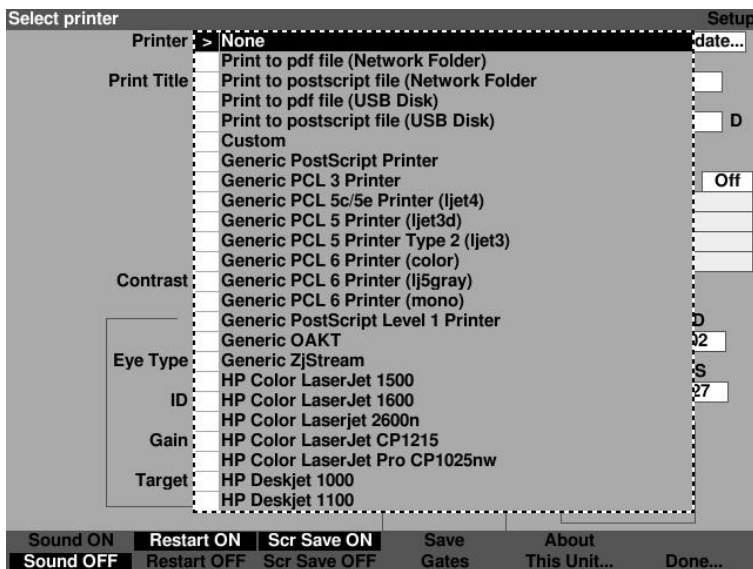 Select printer Setup
Printer > None date...
Print to pdf file (Network Folder)
Print Title Print to postscript file (Network Folder
Print to pdf file (USB Disk)
Print to postscript file (USB Disk) D
Custom
Generic PostScript Printer
Generic PCL 3 Printer Off
Generic PCL 5c/5e Printer (ljet4)
Generic PCL 5 Printer (ljet3d)
Generic PCL 5 Printer Type 2 (ljet3)
Generic PCL 6 Printer (color)
Contrast Generic PCL 6 Printer (lj5gray)
Generic PCL 6 Printer (mono)
Generic PostScript Level 1 Printer D
Generic OAKT 02
Eye Type Generic ZjStream
HP Color LaserJet 1500 S
ID HP Color LaserJet 1600 27
HP Color Laserjet 2600n
Gain HP Color LaserJet CP1215
HP Color LaserJet Pro CP1025nw
Target HP Deskjet 1000
HP Deskjet 1100
Sound ON Restart ON Scr Save ON Save About
Sound OFF Restart OFF Scr Save OFF Gates This Unit... Done...